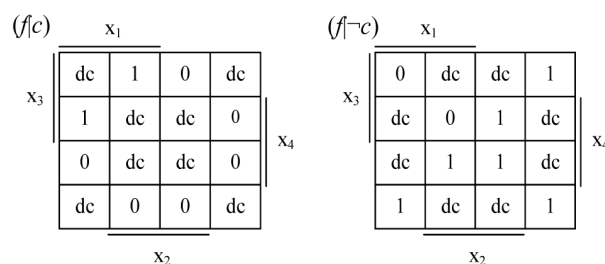 (f|c) x₁ (f|¬c) x₁
dc 1 0 dc 0 dc dc 1
x₃ x₃
1 dc dc 0 dc 0 1 dc
x₄ x₄
0 dc dc 0 dc 1 1 dc
dc 0 0 dc 1 dc dc 1
x₂ x₂